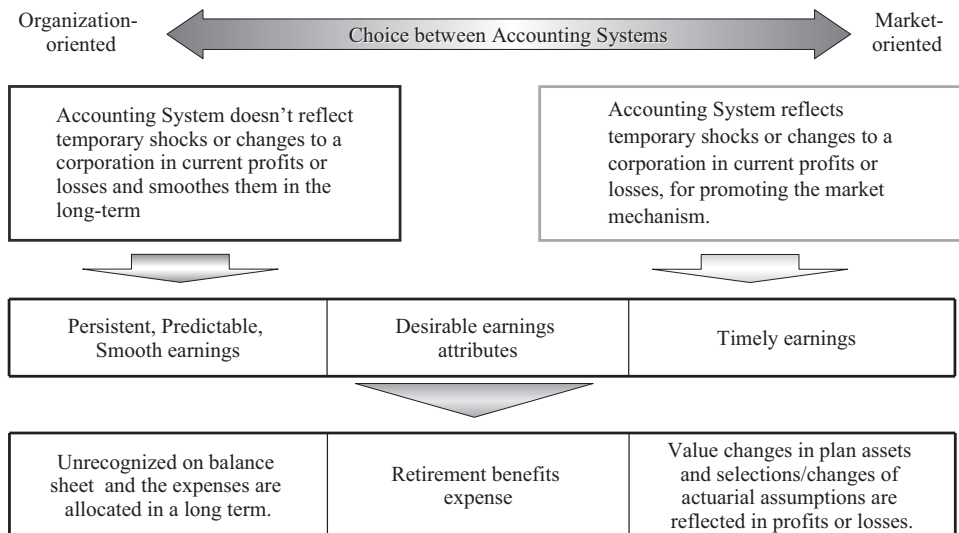 Organization-
oriented
Choice between Accounting Systems
Market-
oriented
Accounting System doesn't reflect
temporary shocks or changes to a
corporation in current profits or
losses and smoothes them in the
long-term
Accounting System reflects
temporary shocks or changes to a
corporation in current profits or
losses, for promoting the market
mechanism.
Persistent, Predictable,
Smooth earnings
Desirable earnings
attributes
Timely earnings
Unrecognized on balance
sheet and the expenses are
allocated in a long term.
Retirement benefits
expense
Value changes in plan assets
and selections/changes of
actuarial assumptions are
reflected in profits or losses.